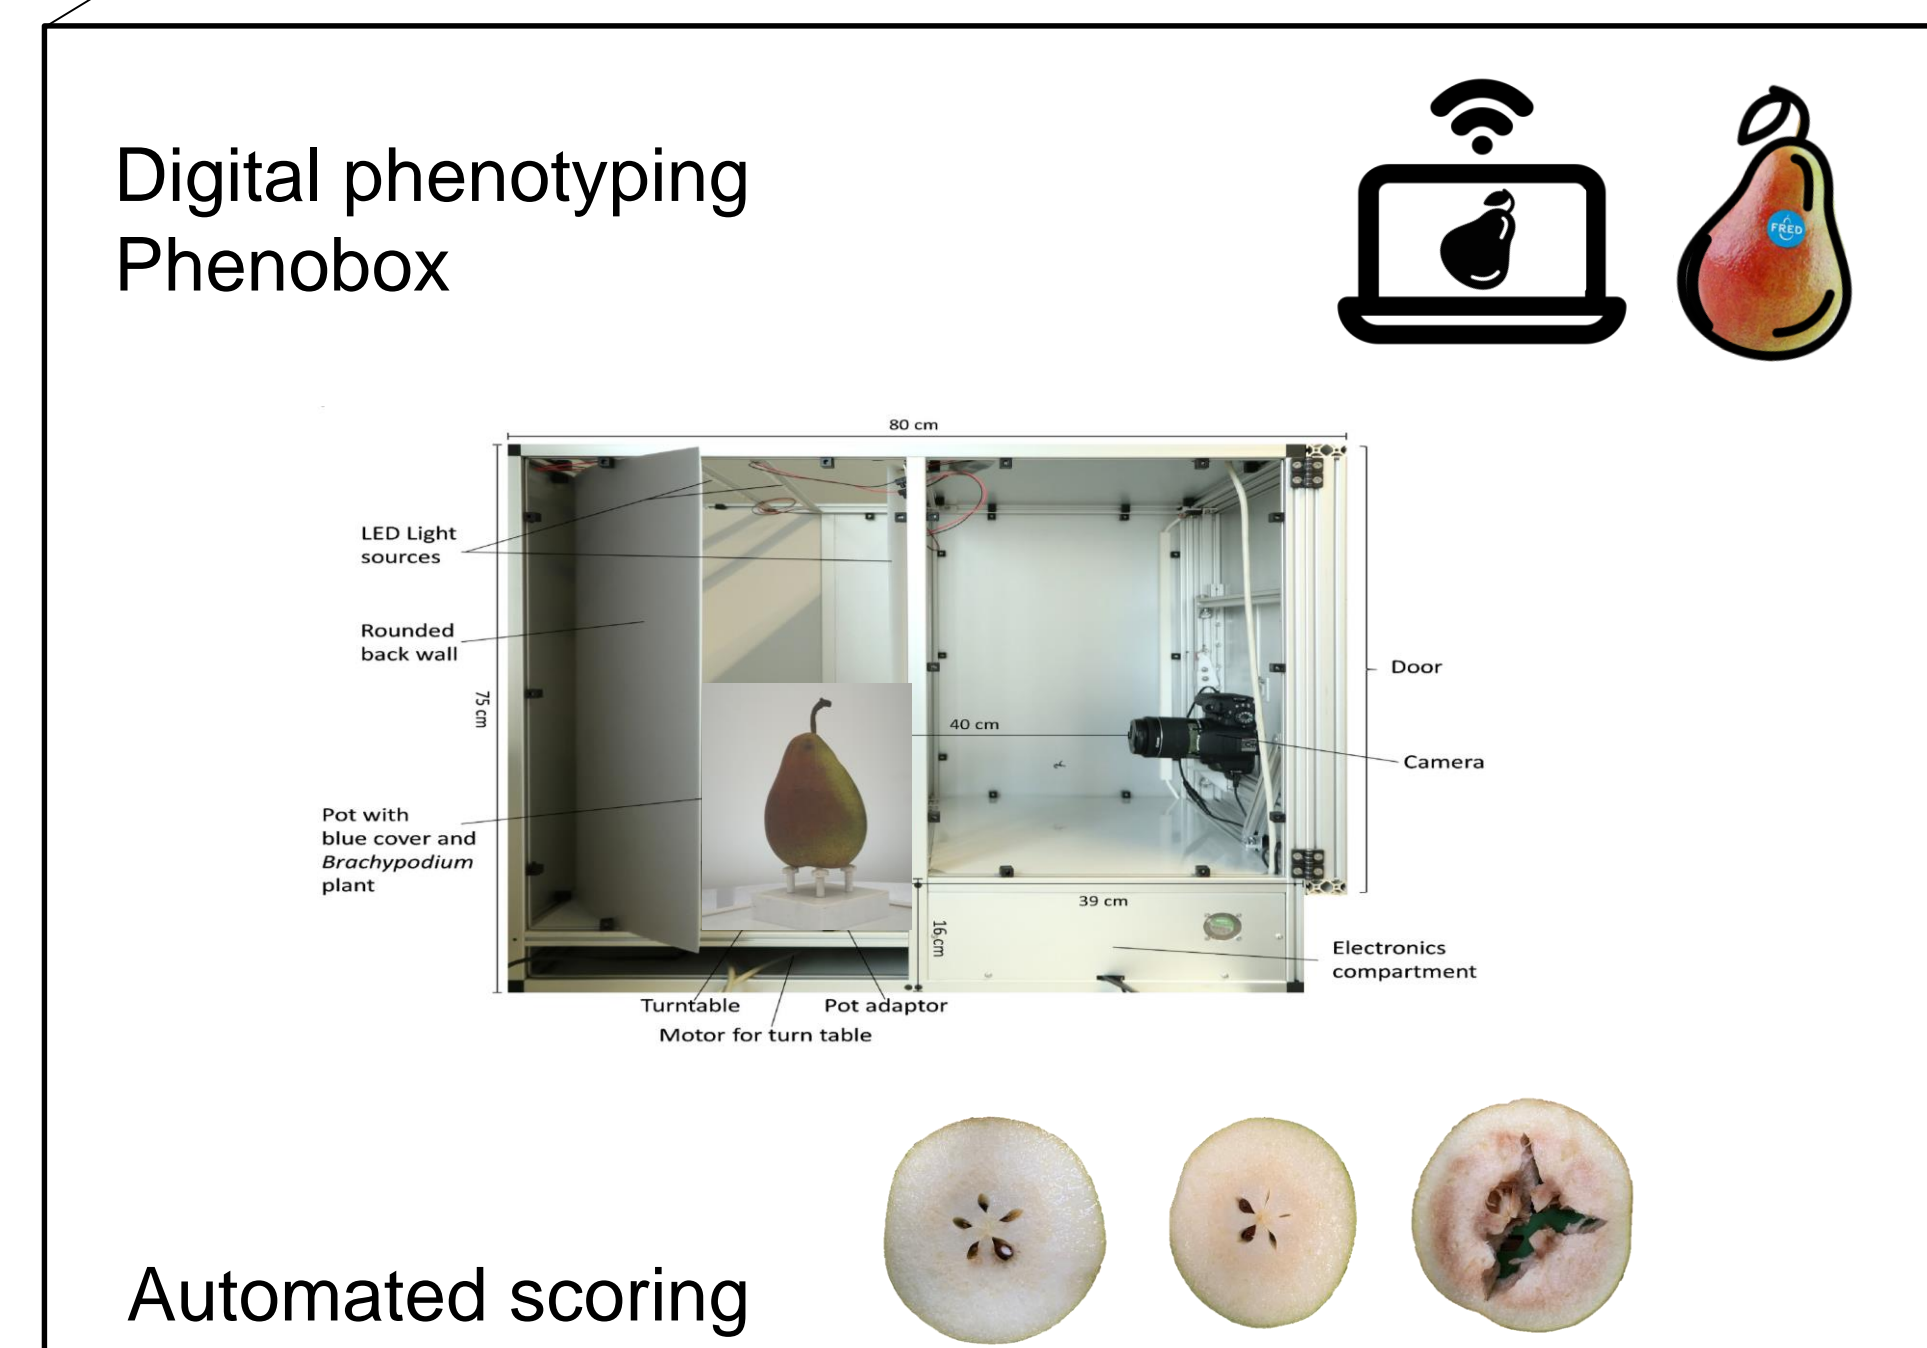 Digital phenotyping
Phenobox
FRED
80 cm
LED Light
sources
Rounded
back wall
75 cm
Door
40 cm
Camera
Pot with
blue cover and
Brachypodium
plant
39 cm
16 cm
Electronics
compartment
Turntable
Pot adaptor
Motor for turn table
Automated scoring